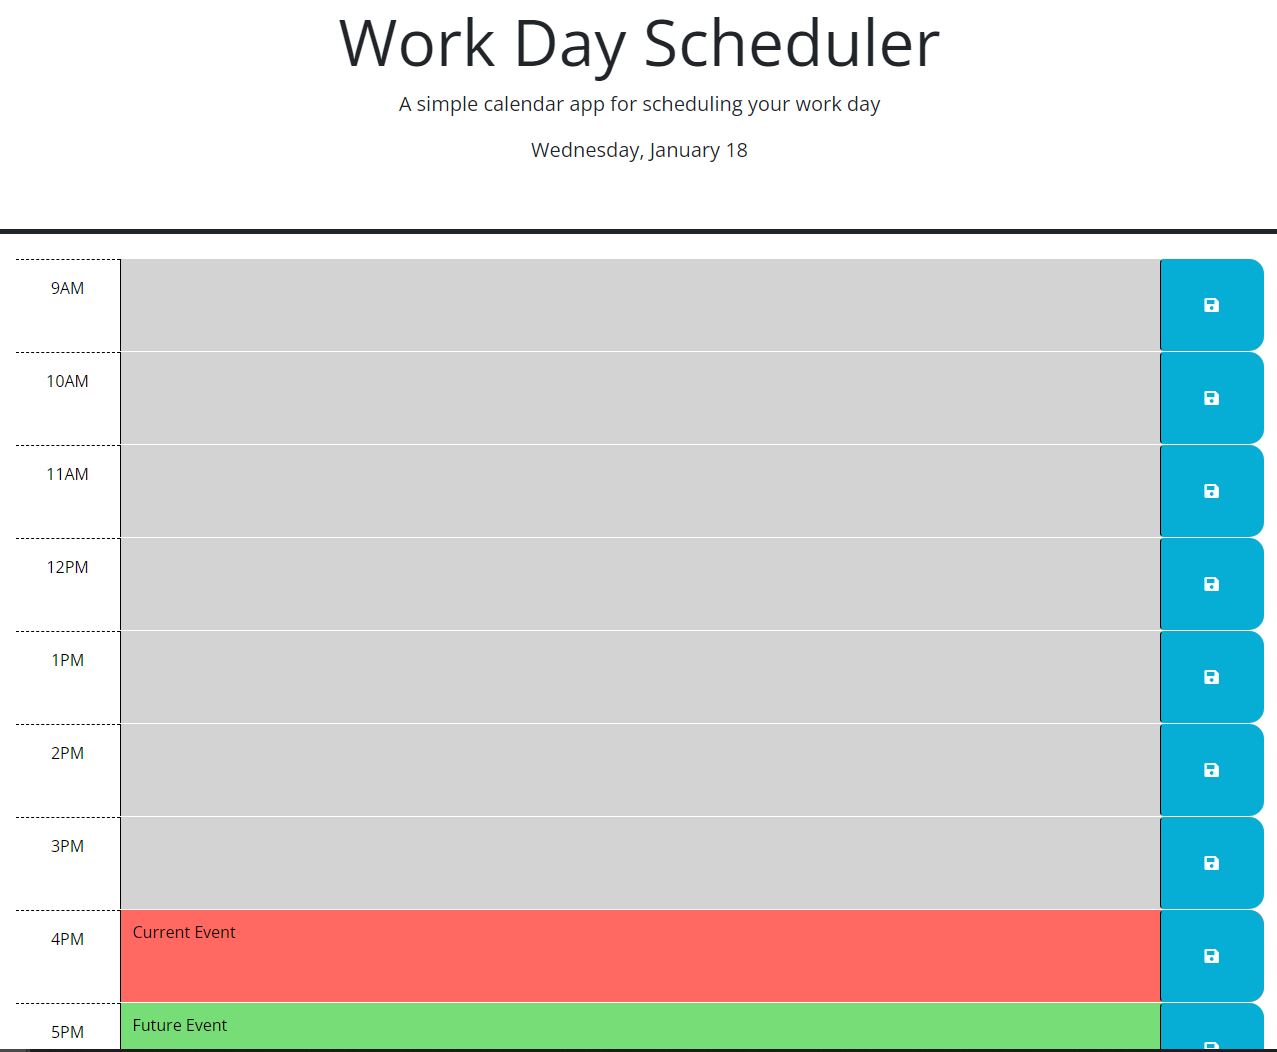 Work Day Scheduler
A simple calendar app for scheduling your work day
Wednesday, January 18
9AM
10AM
11AM
12PM
1PM
2PM
3PM
4PM
Current Event
5PM
Future Event